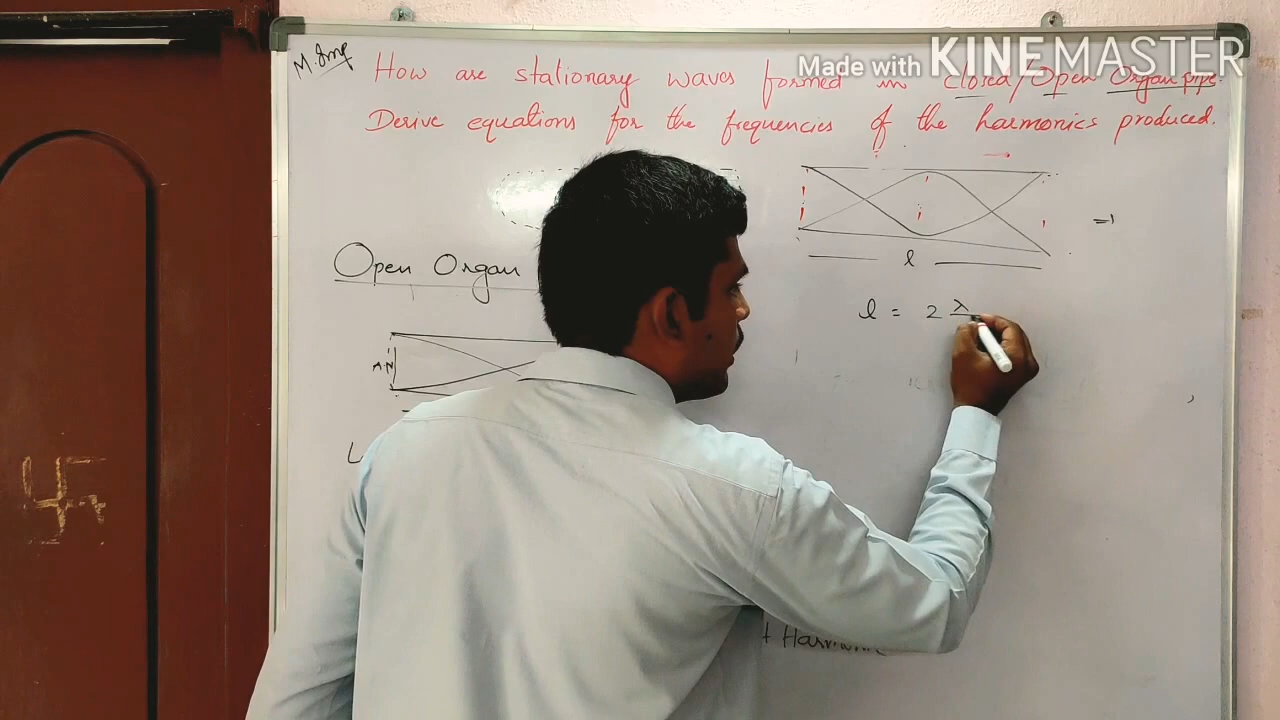 M. Imp
How are stationary waves formed in closed/Open Organ pipe.
Derive equations for the frequencies of the harmonics produced.
Made with KINEMASTER
Open Organ
l
l = 2 λ
A.N
L
t Harmonic